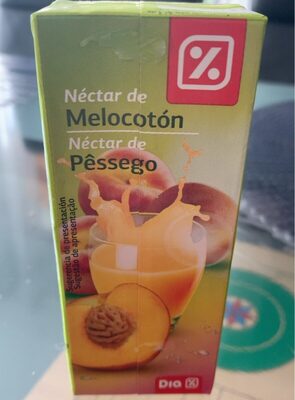 %
Néctar de
Melocotón
Néctar de
Pêssego
Sugerencia de presentación
Sugestão de apresentação
Dia %